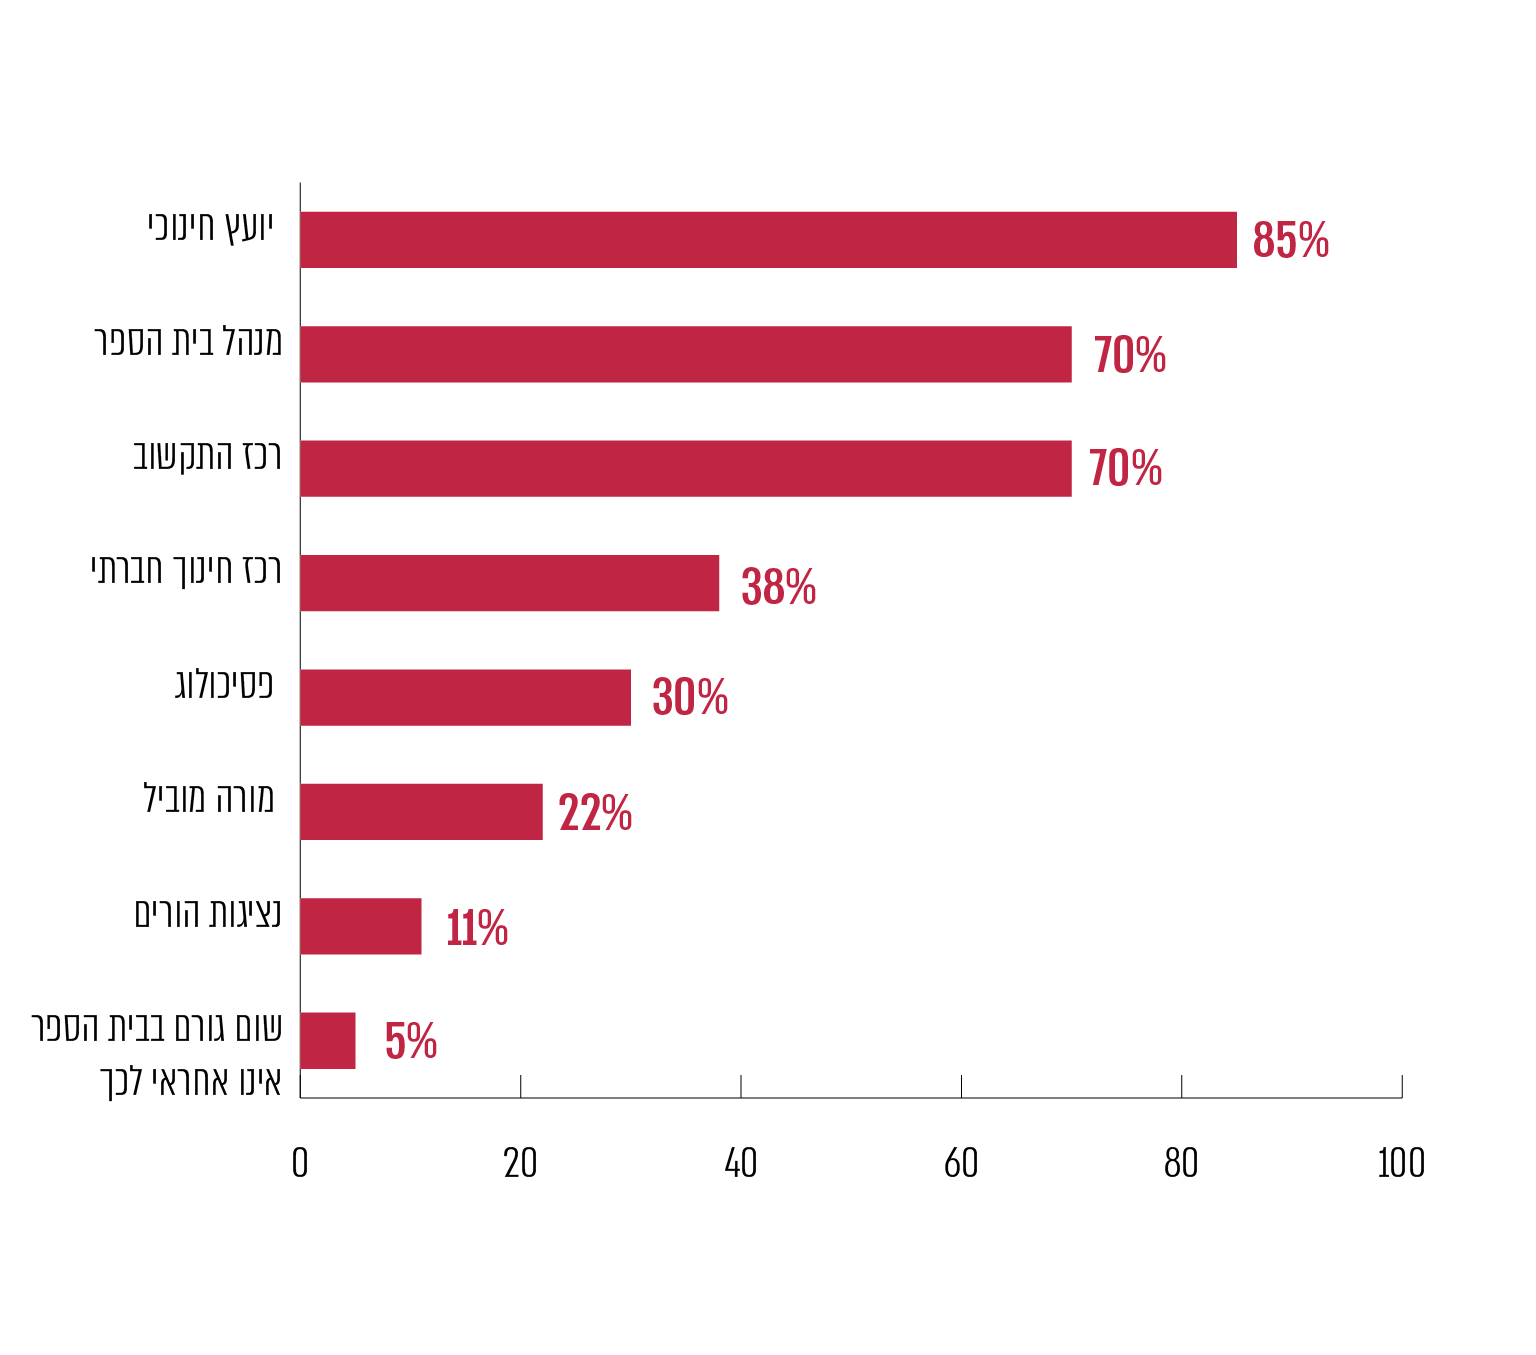 יועץ חינוכי
85%
מנהל בית הספר
70%
רכז התקשוב
70%
רכז חינוך חברתי
38%
פסיכולוג
30%
מורה מוביל
22%
נציגות הורים
11%
שום גורם בבית הספר
אינו אחראי לכך
5%
0 20 40 60 80 100